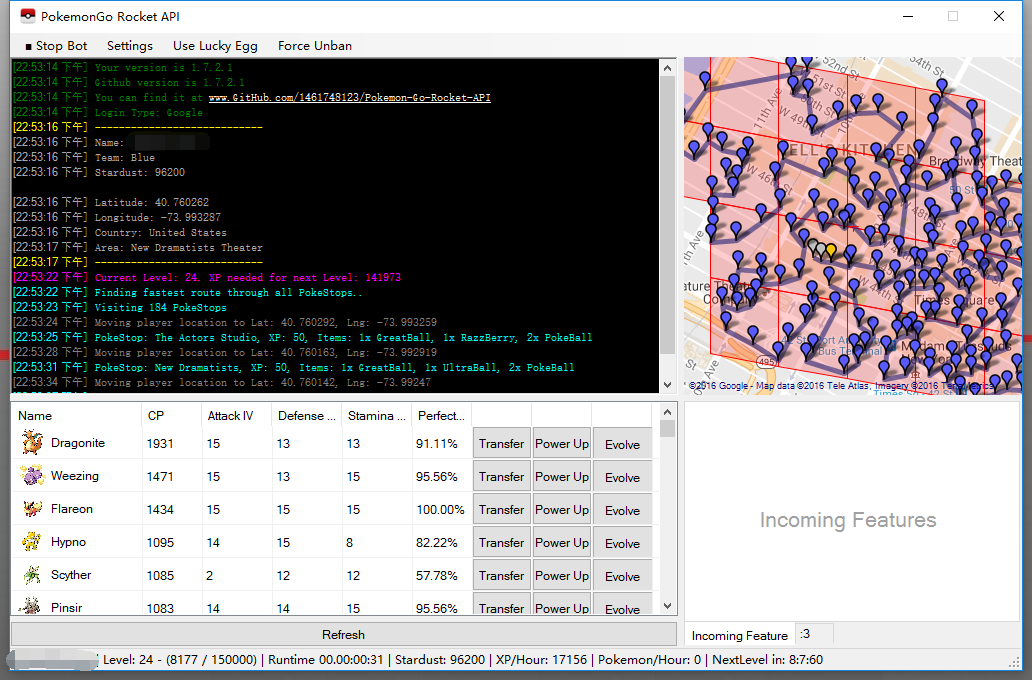 PokemonGo Rocket API
■ Stop Bot Settings Use Lucky Egg Force Unban
[22:53:14 下午] Your version is 1.7.2.1
[22:53:14 下午] Github version is 1.7.2.1
[22:53:14 下午] You can find it at www.GitHub.com/1461748123/Pokemon-Go-Rocket-API
[22:53:14 下午] Login Type: Google
[22:53:16 下午] ----------------------------
[22:53:16 下午] Name:
[22:53:16 下午] Team: Blue
[22:53:16 下午] Stardust: 96200
[22:53:16 下午] Latitude: 40.760262
[22:53:16 下午] Longitude: -73.993287
[22:53:16 下午] Country: United States
[22:53:17 下午] Area: New Dramatists Theater
[22:53:17 下午] ----------------------------
[22:53:22 下午] Current Level: 24. XP needed for next Level: 141973
[22:53:22 下午] Finding fastest route through all PokeStops..
[22:53:23 下午] Visiting 184 PokeStops
[22:53:24 下午] Moving player location to Lat: 40.760292, Lng: -73.993259
[22:53:25 下午] PokeStop: The Actors Studio, XP: 50, Items: 1x GreatBall, 1x RazzBerry, 2x PokeBall
[22:53:28 下午] Moving player location to Lat: 40.760163, Lng: -73.992919
[22:53:31 下午] PokeStop: New Dramatists, XP: 50, Items: 1x GreatBall, 1x UltraBall, 2x PokeBall
[22:53:34 下午] Moving player location to Lat: 40.760142, Lng: -73.99247
52nd St
54th St
51st St
11th Ave
W 49th
10th
ELL'S KITCHEN
Broadway Theat
W 46th
50 St
48th St
Times Square
Bus Terminal
495
©2016 Google - Map data ©2016 Tele Atlas, Imagery ©2016 TerraMetrics
Name CP Attack IV Defense ... Stamina ... Perfect...
Dragonite 1931 15 13 13 91.11% Transfer Power Up Evolve
Weezing 1471 15 13 15 95.56% Transfer Power Up Evolve
Flareon 1434 15 15 15 100.00% Transfer Power Up Evolve
Hypno 1095 14 15 8 82.22% Transfer Power Up Evolve
Scyther 1085 2 12 12 57.78% Transfer Power Up Evolve
Pinsir 1083 14 14 15 95.56% Transfer Power Up Evolve
Refresh
Incoming Features
Incoming Feature :3
| Level: 24 - (8177 / 150000) | Runtime 00.00:00:31 | Stardust: 96200 | XP/Hour: 17156 | Pokemon/Hour: 0 | NextLevel in: 8:7:60